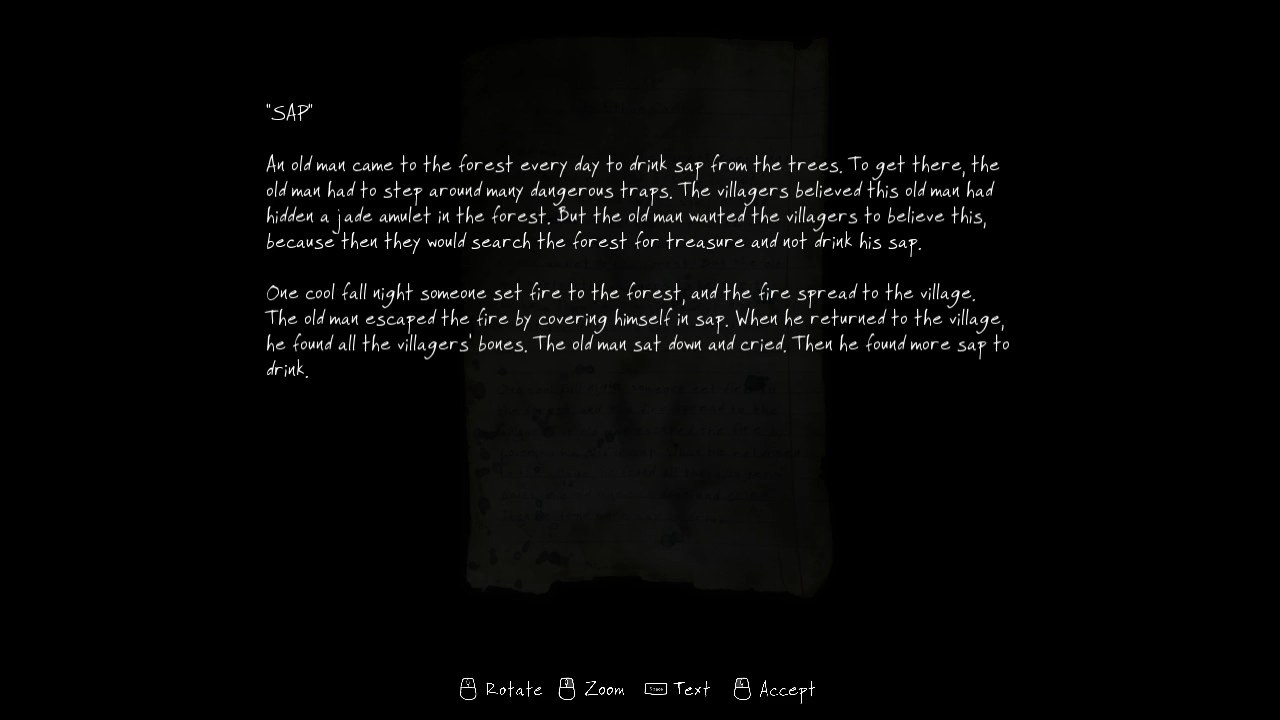 "SAP"
An old man came to the forest every day to drink sap from the trees. To get there, the
old man had to step around many dangerous traps. The villagers believed this old man had
hidden a jade amulet in the forest. But the old man wanted the villagers to believe this,
because then they would search the forest for treasure and not drink his sap.
One cool fall night someone set fire to the forest, and the fire spread to the village.
The old man escaped the fire by covering himself in sap. When he returned to the village,
he found all the villagers' bones. The old man sat down and cried. Then he found more sap to
drink.
Rotate Zoom Text Accept